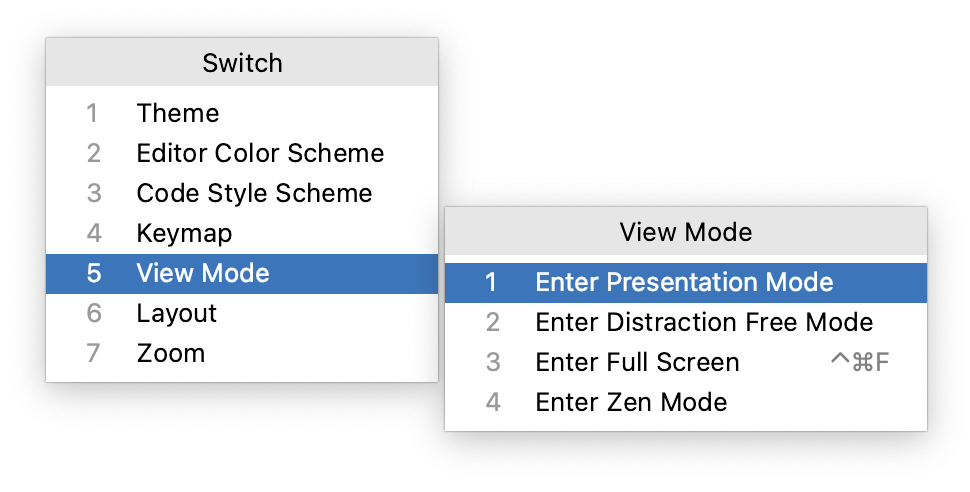 Switch
1 Theme
2 Editor Color Scheme
3 Code Style Scheme
4 Keymap
5 View Mode
6 Layout
7 Zoom
View Mode
1 Enter Presentation Mode
2 Enter Distraction Free Mode
3 Enter Full Screen ^⌘F
4 Enter Zen Mode